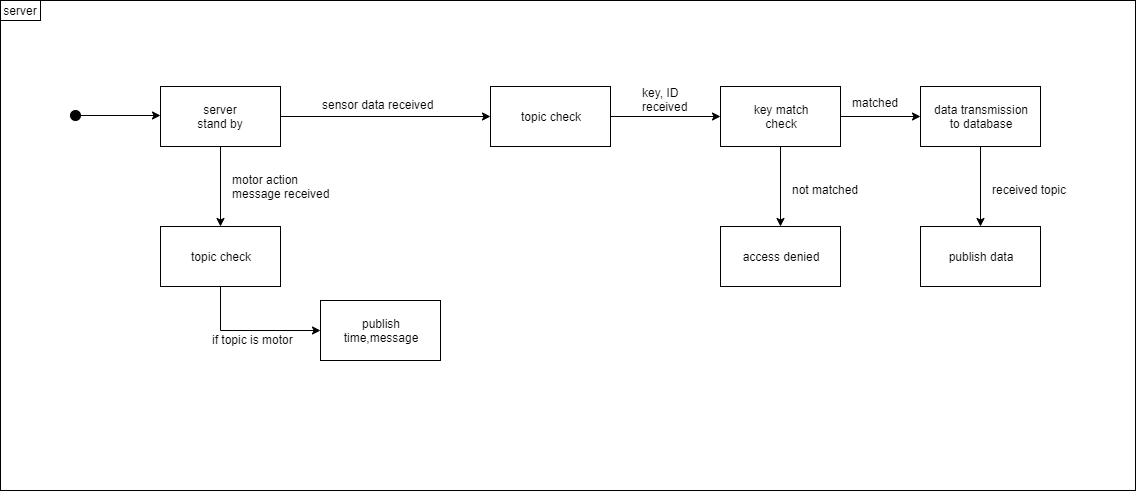 server
server
stand by
sensor data received
topic check
key, ID
received
key match
check
matched
data transmission
to database
motor action
message received
not matched
received topic
topic check
access denied
publish data
if topic is motor
publish
time,message